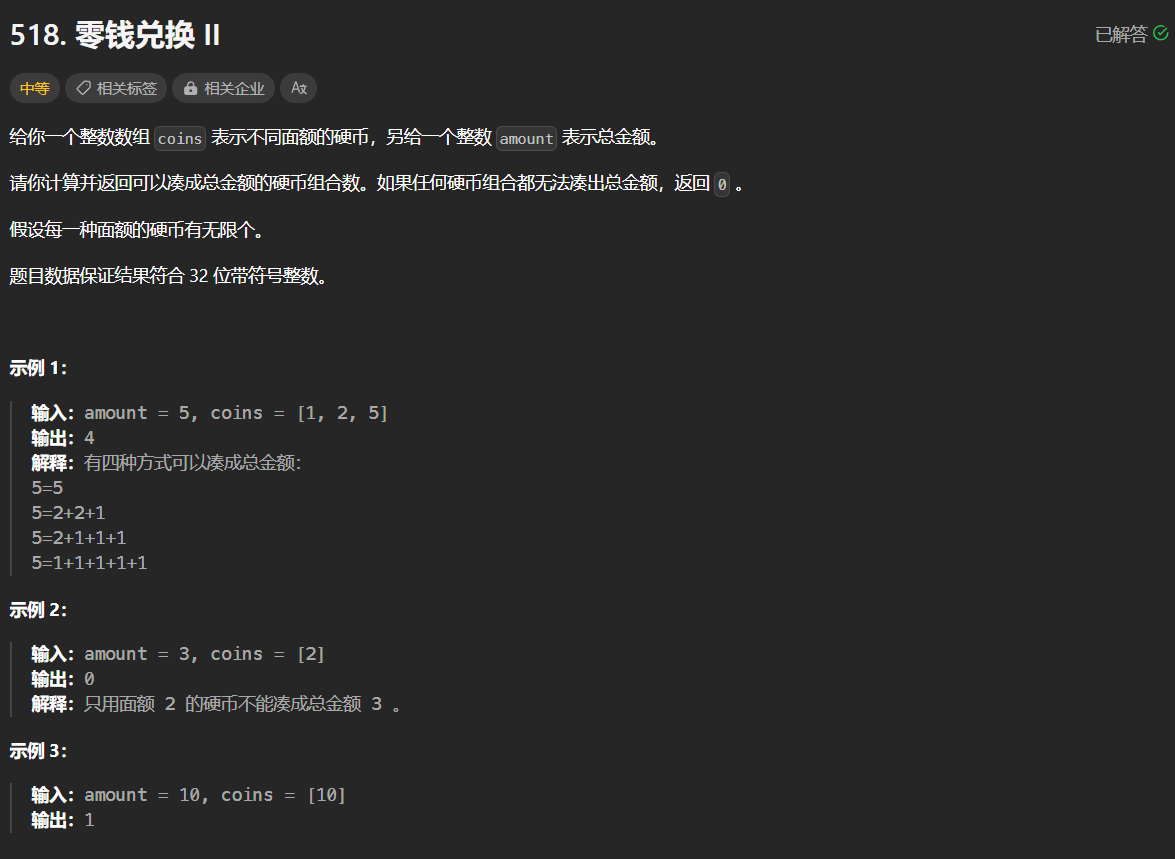 518. 零钱兑换 II
已解答
中等 相关标签 相关企业 Aあ
给你一个整数数组 coins 表示不同面额的硬币，另给一个整数 amount 表示总金额。
请你计算并返回可以凑成总金额的硬币组合数。如果任何硬币组合都无法凑出总金额，返回 0 。
假设每一种面额的硬币有无限个。
题目数据保证结果符合 32 位带符号整数。
示例 1：
输入：amount = 5, coins = [1, 2, 5]
输出：4
解释：有四种方式可以凑成总金额：
5=5
5=2+2+1
5=2+1+1+1
5=1+1+1+1+1
示例 2：
输入：amount = 3, coins = [2]
输出：0
解释：只用面额 2 的硬币不能凑成总金额 3 。
示例 3：
输入：amount = 10, coins = [10]
输出：1